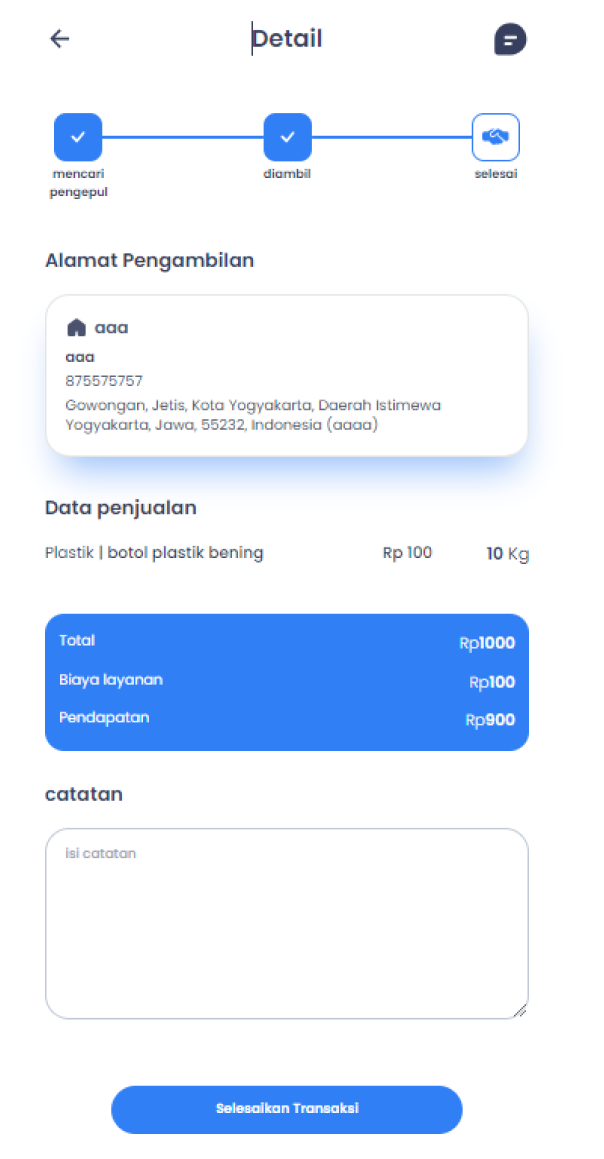 Detail
mencari
pengepul
diambil
selesai
Alamat Pengambilan
aaa
aaa
875575757
Gowongan, Jetis, Kota Yogyakarta, Daerah Istimewa
Yogyakarta, Jawa, 55232, Indonesia (aaaa)
Data penjualan
Plastik | botol plastik bening Rp 100 10 Kg
Total Rp1000
Biaya layanan Rp100
Pendapatan Rp900
catatan
isi catatan
Selesaikan Transaksi